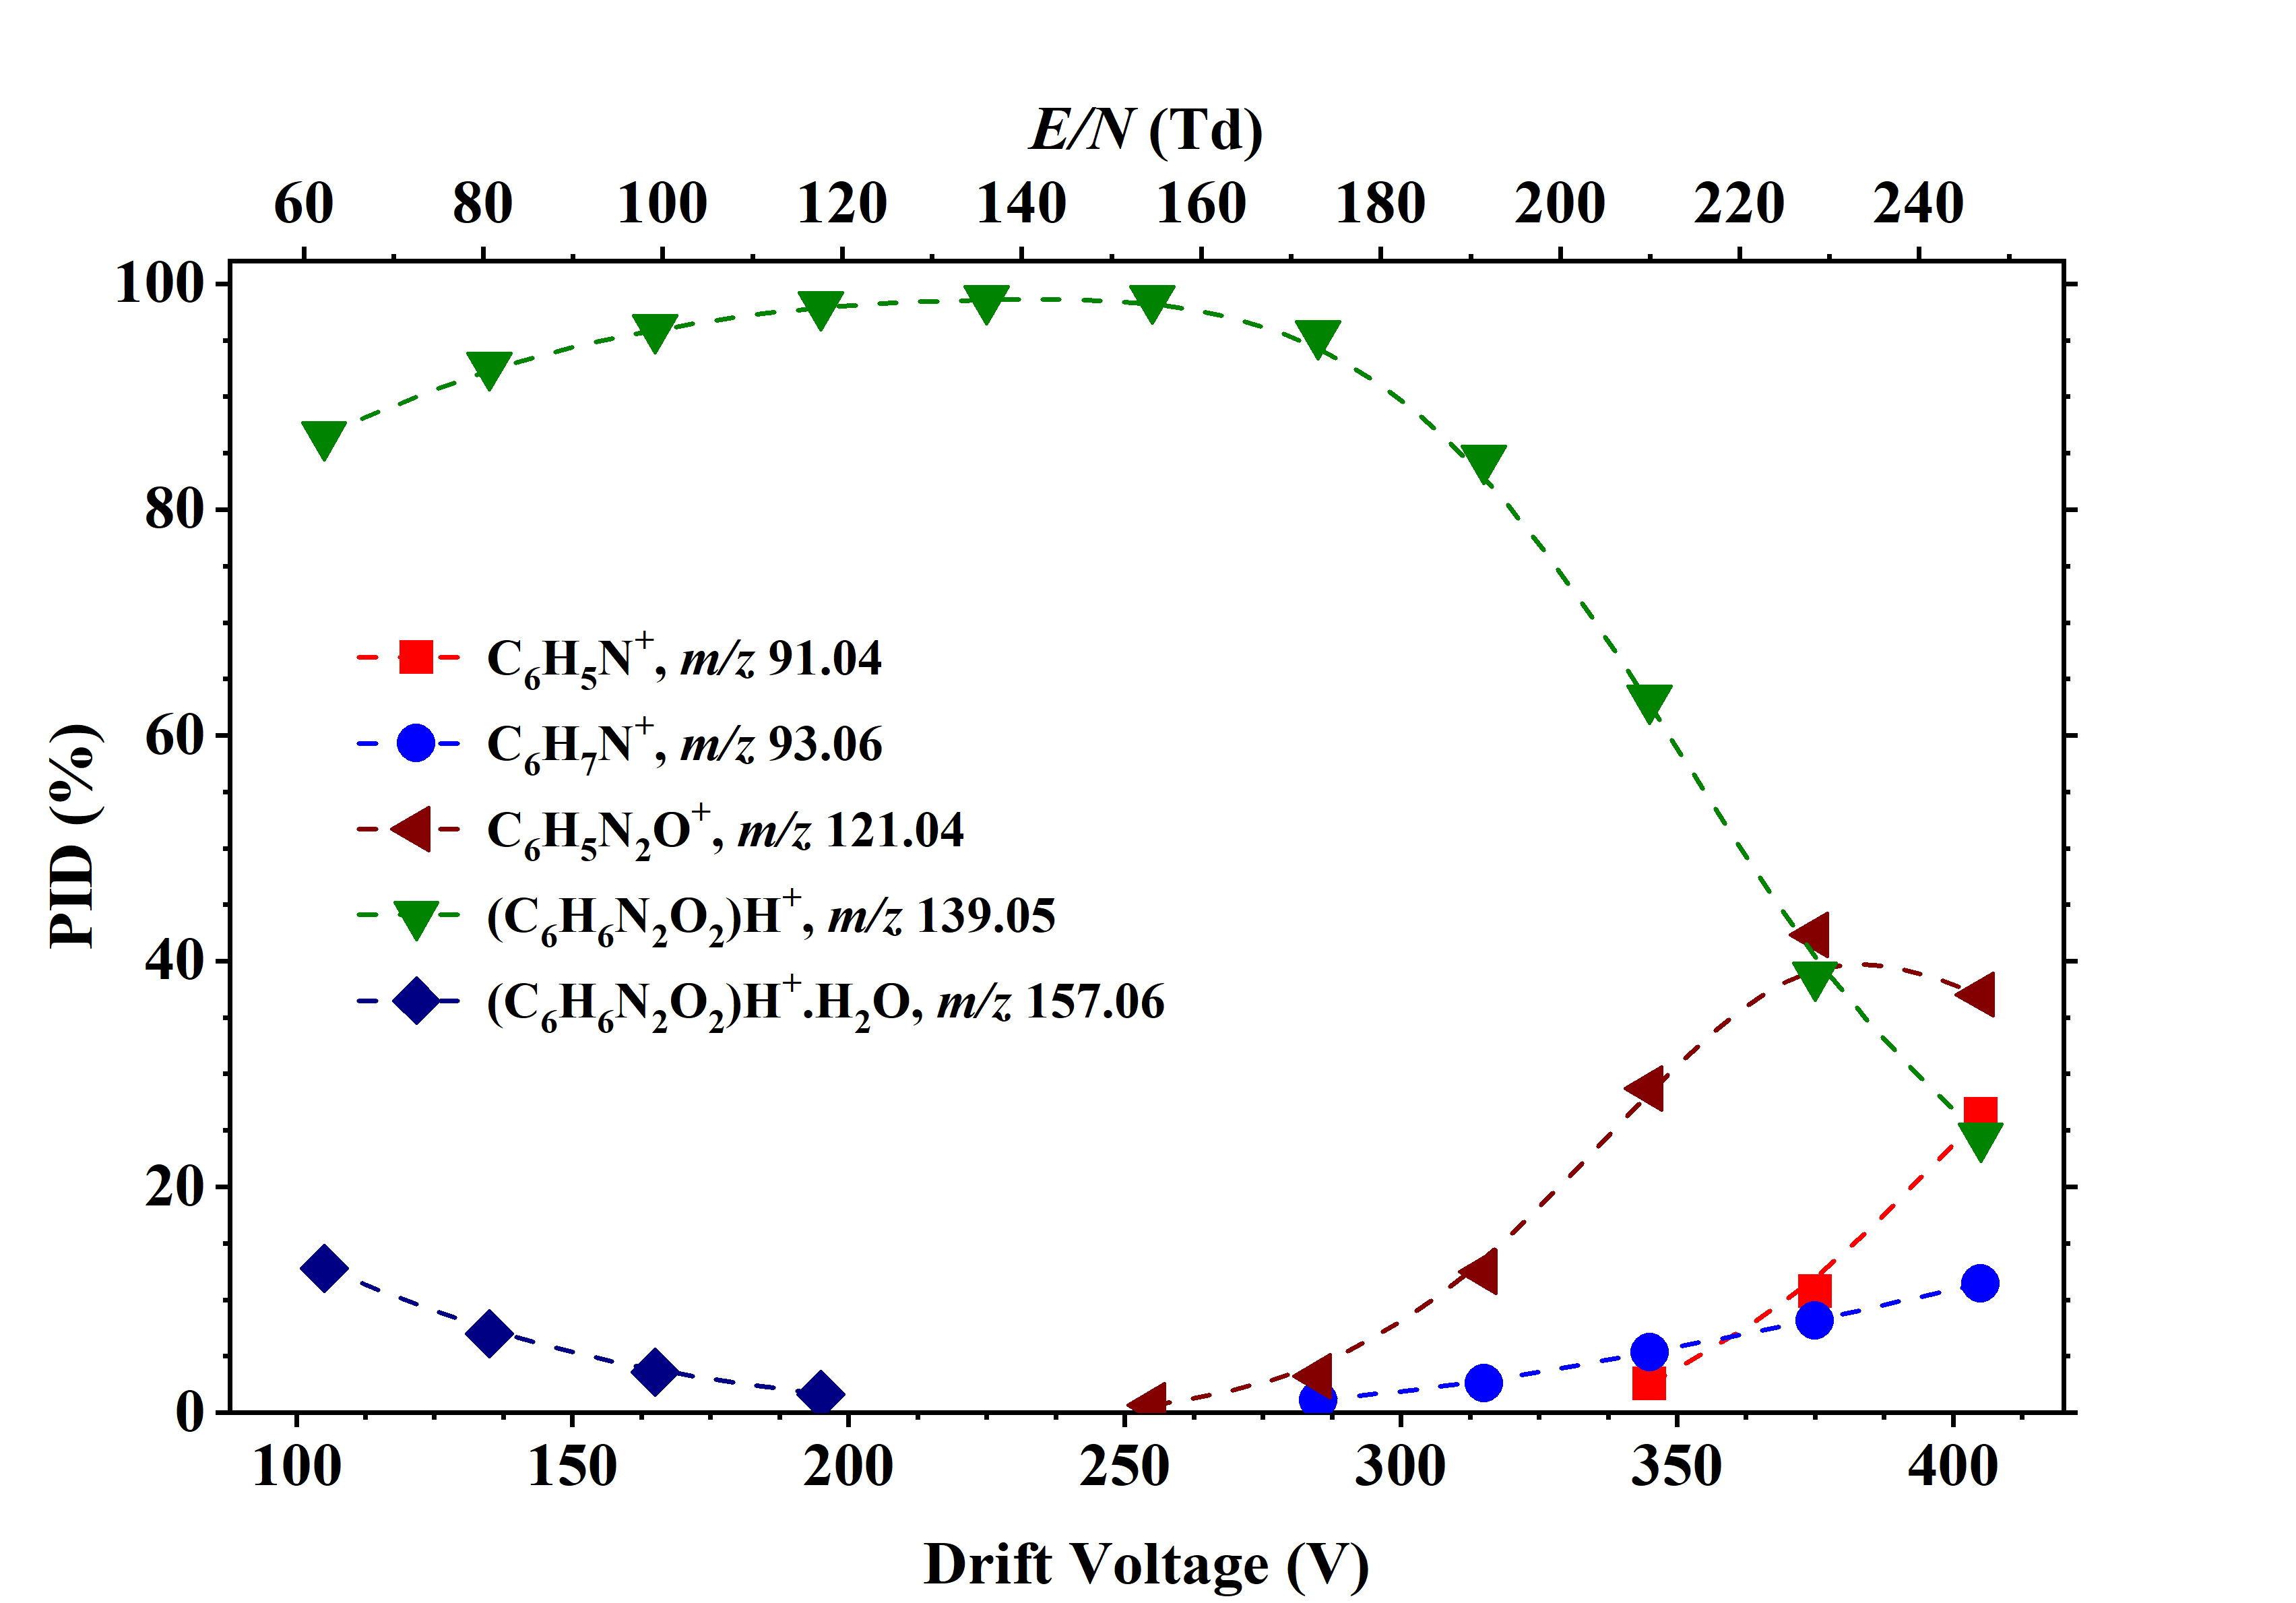 E/N (Td)
60 80 100 120 140 160 180 200 220 240
100
80
60
40
20
0
PID (%)
C6H5N+, m/z 91.04
C6H7N+, m/z 93.06
C6H5N2O+, m/z 121.04
(C6H6N2O2)H+, m/z 139.05
(C6H6N2O2)H+.H2O, m/z 157.06
100 150 200 250 300 350 400
Drift Voltage (V)